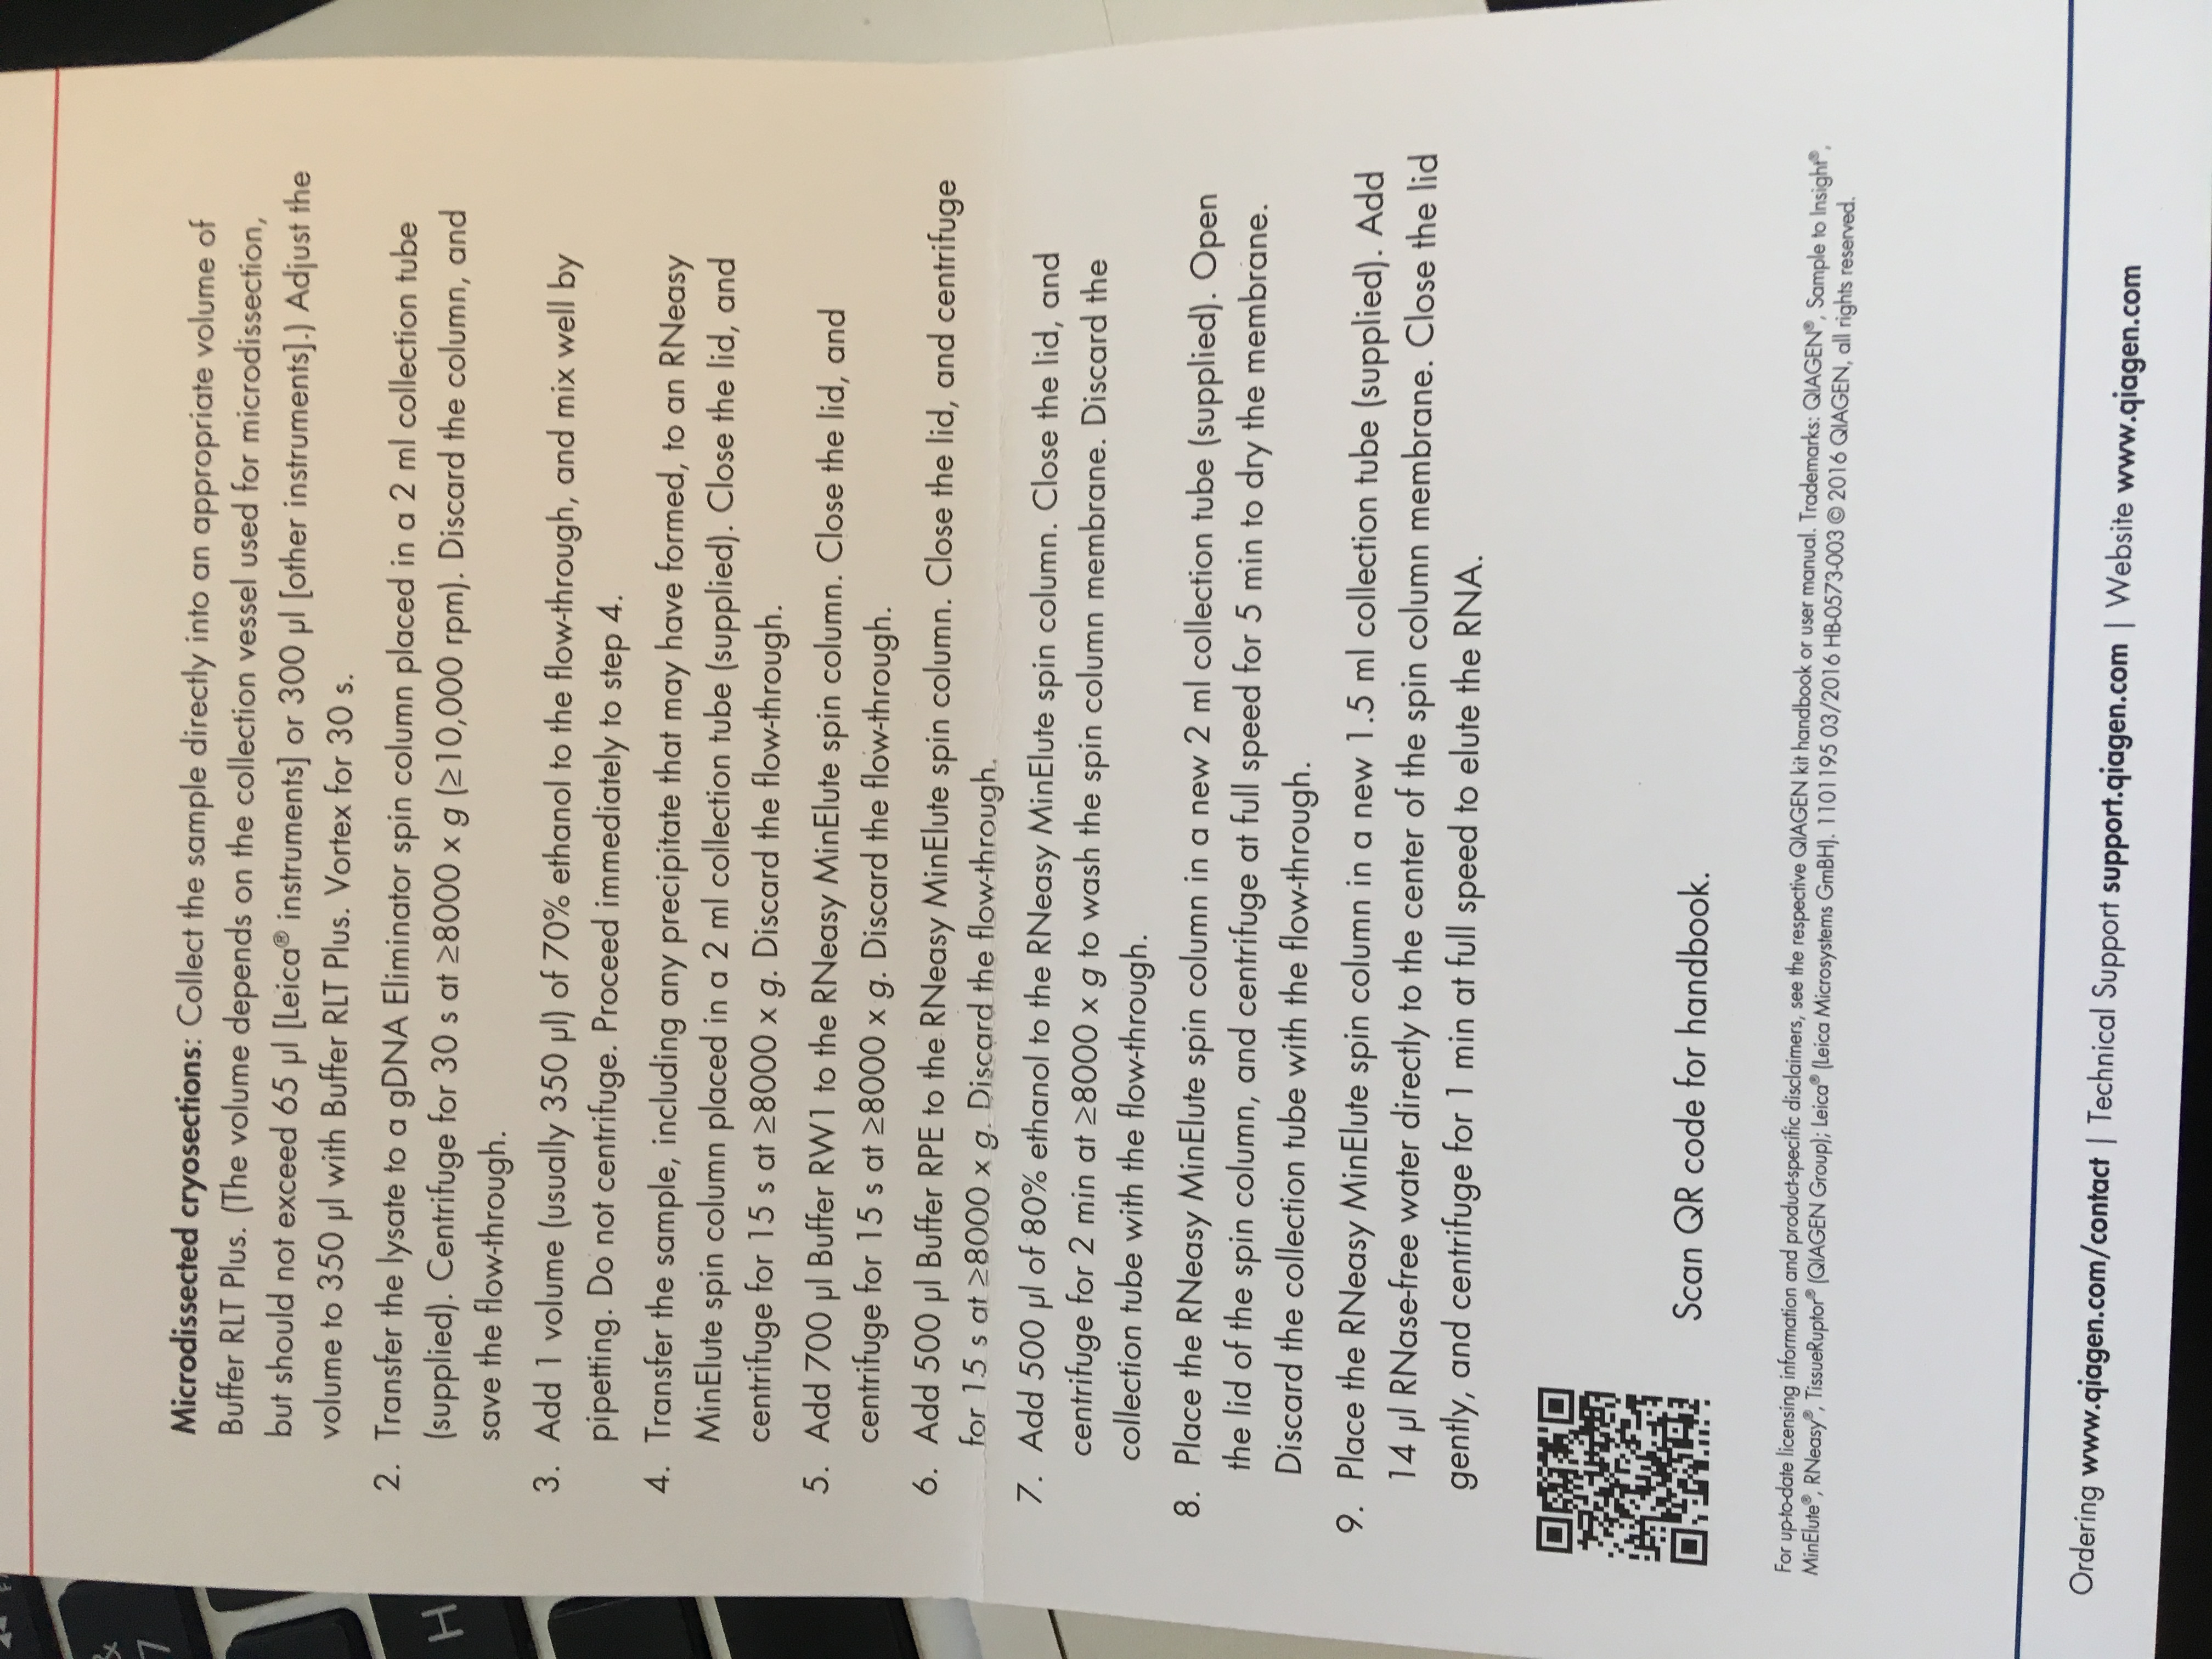 Microdissected cryosections: Collect the sample directly into an appropriate volume of
Buffer RLT Plus. (The volume depends on the collection vessel used for microdissection,
but should not exceed 65 µl [Leica® instruments] or 300 µl [other instruments].) Adjust the
volume to 350 µl with Buffer RLT Plus. Vortex for 30 s.
2. Transfer the lysate to a gDNA Eliminator spin column placed in a 2 ml collection tube
(supplied). Centrifuge for 30 s at ≥8000 x g (≥10,000 rpm). Discard the column, and
save the flow-through.
3. Add 1 volume (usually 350 µl) of 70% ethanol to the flow-through, and mix well by
pipetting. Do not centrifuge. Proceed immediately to step 4.
4. Transfer the sample, including any precipitate that may have formed, to an RNeasy
MinElute spin column placed in a 2 ml collection tube (supplied). Close the lid, and
centrifuge for 15 s at ≥8000 x g. Discard the flow-through.
5. Add 700 µl Buffer RW1 to the RNeasy MinElute spin column. Close the lid, and
centrifuge for 15 s at ≥8000 x g. Discard the flow-through.
6. Add 500 µl Buffer RPE to the RNeasy MinElute spin column. Close the lid, and centrifuge
for 15 s at ≥8000 x g. Discard the flow-through.
7. Add 500 µl of 80% ethanol to the RNeasy MinElute spin column. Close the lid, and
centrifuge for 2 min at ≥8000 x g to wash the spin column membrane. Discard the
collection tube with the flow-through.
8. Place the RNeasy MinElute spin column in a new 2 ml collection tube (supplied). Open
the lid of the spin column, and centrifuge at full speed for 5 min to dry the membrane.
Discard the collection tube with the flow-through.
9. Place the RNeasy MinElute spin column in a new 1.5 ml collection tube (supplied). Add
14 µl RNase-free water directly to the center of the spin column membrane. Close the lid
gently, and centrifuge for 1 min at full speed to elute the RNA.
Scan QR code for handbook.
For up-to-date licensing information and product-specific disclaimers, see the respective QIAGEN kit handbook or user manual. Trademarks: QIAGEN®, Sample to Insight®,
MinElute®, RNeasy®, TissueRuptor® (QIAGEN Group); Leica® (Leica Microsystems GmBH). 1101195 03/2016 HB-0573-003 © 2016 QIAGEN, all rights reserved.
Ordering www.qiagen.com/contact | Technical Support support.qiagen.com | Website www.qiagen.com
&
7
H